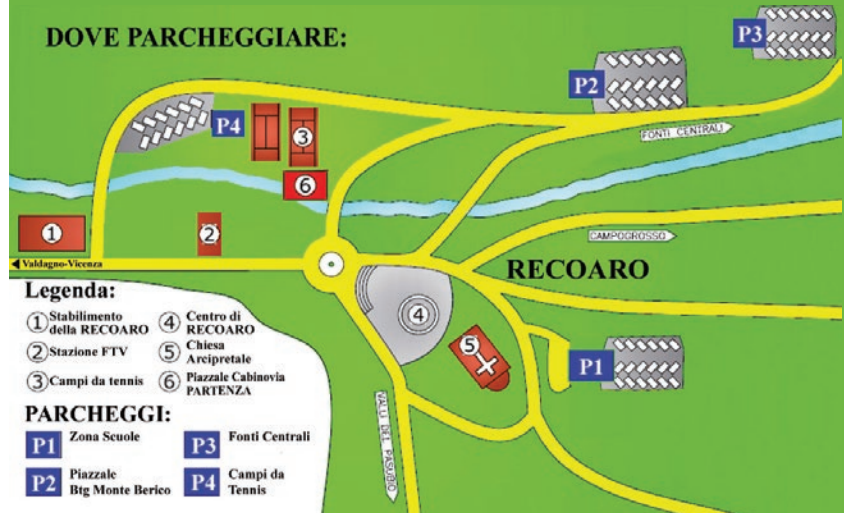 DOVE PARCHEGGIARE:
P3
P2
P4
3
FONTI CENTRALI
6
1
2
CAMPOGROSSO
Valdagno-Vicenza
RECOARO
4
5
P1
VALLI DEL PASUBIO
Legenda:
1 Stabilimento
della RECOARO
4 Centro di
RECOARO
2 Stazione FTV
5 Chiesa
Arcipretale
3 Campi da tennis
6 Piazzale Cabinovia
PARTENZA
PARCHEGGI:
P1 Zona Scuole
P3 Fonti Centrali
P2 Piazzale
Btg Monte Berico
P4 Campi da
Tennis